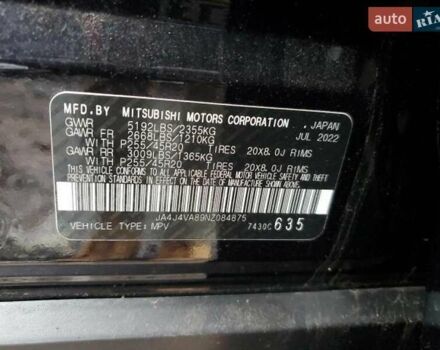 AUTO RIA
MFD.BY MITSUBISHI MOTORS CORPORATION, JAPAN
GVWR 5192LBS/2355KG JUL 2022
GAWR FR 2668LBS/1210KG
WITH P255/45R20 TIRES 20X8.0J RIMS
GAWR RR 3009LBS/1365KG
WITH P255/45R20 TIRES 20X8.0J RIMS
THIS VEHICLE CONFORMS TO ALL APPLICABLE
FEDERAL MOTOR VEHICLE SAFETY AND THEFT
PREVENTION STANDARDS IN EFFECT ON THE DATE
OF MANUFACTURE SHOWN ABOVE.
JA4J4VA89NZ084875
VEHICLE TYPE: MPV 7430C 635